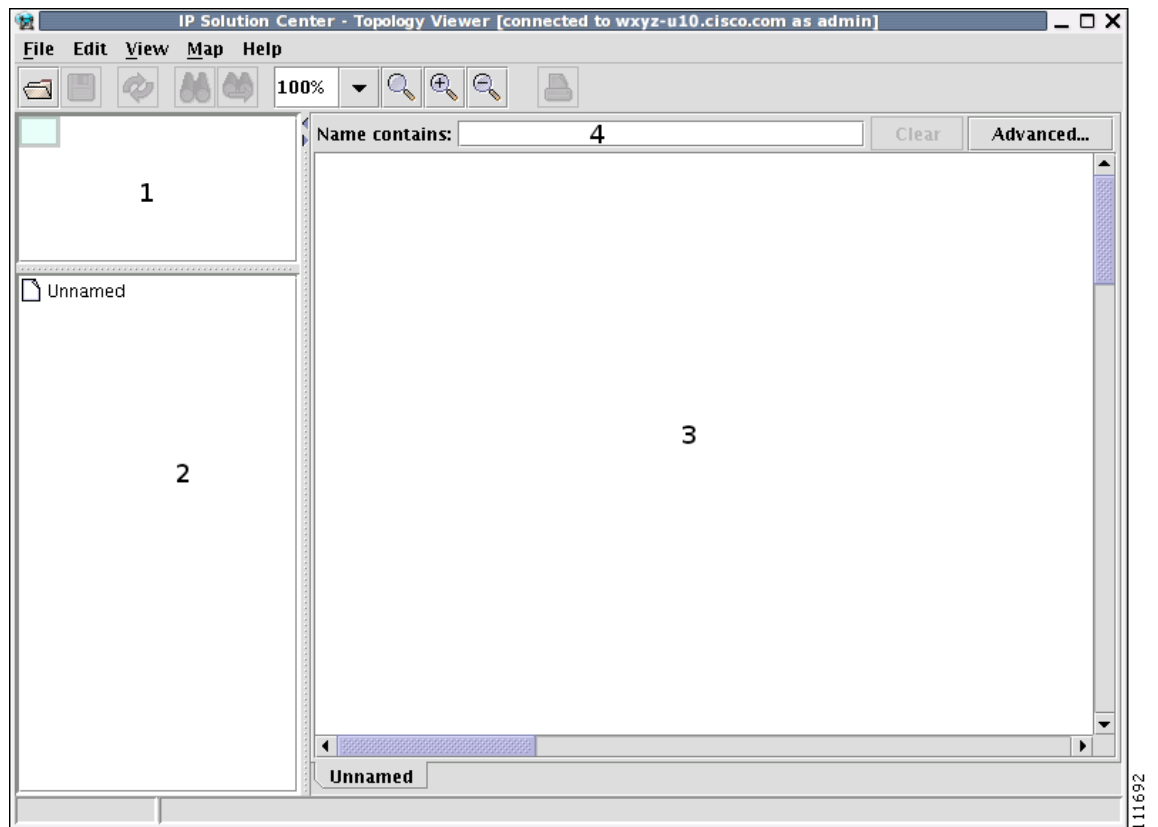 IP Solution Center - Topology Viewer [connected to wxyz-u10.cisco.com as admin]
File Edit View Map Help
100%
Name contains: 4 Clear Advanced...
1
Unnamed
2
3
Unnamed
111692